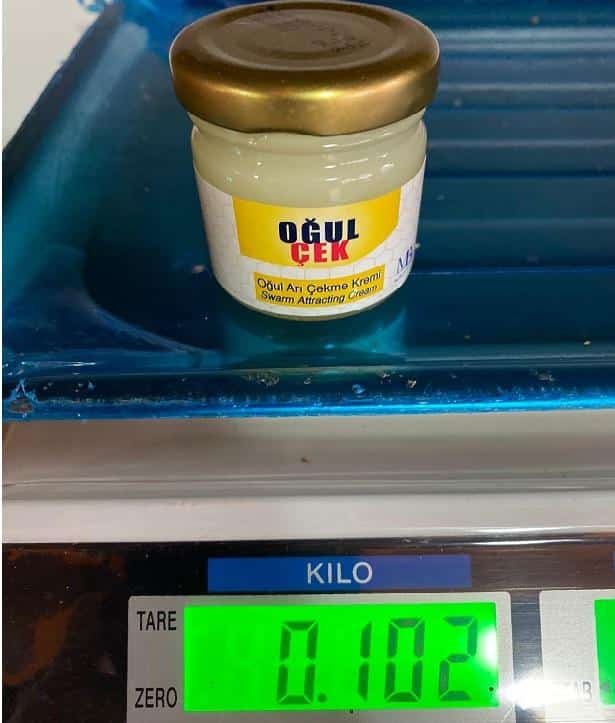 OĞUL
ÇEK
Oğul Arı Çekme Kremi
Swarm Attracting Cream
KILO
TARE
0.102
ZERO